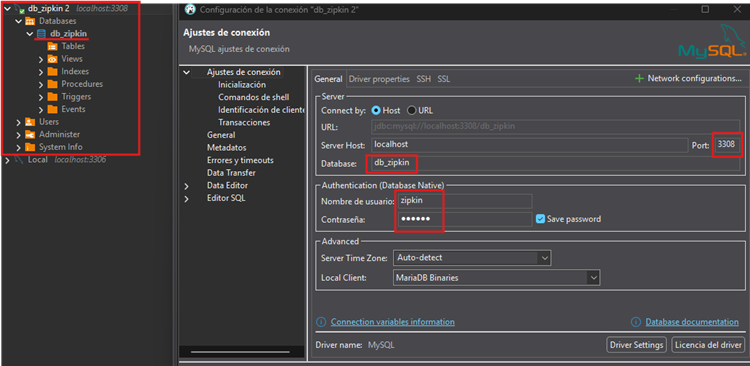 db_zipkin 2 localhost:3308
Databases
db_zipkin
Tables
Views
Indexes
Procedures
Triggers
Events
Users
Administer
System Info
Local localhost:3306
Configuración de la conexión "db_zipkin 2"
Ajustes de conexión
MySQL ajustes de conexión
MySQL
Ajustes de conexión
Inicialización
Comandos de shell
Identificación de cliente
Transacciones
General
Metadatos
Errores y timeouts
Data Transfer
Data Editor
Editor SQL
General Driver properties SSH SSL
+ Network configurations...
Server
Connect by: Host URL
URL: jdbc:mysql://localhost:3308/db_zipkin
Server Host: localhost Port: 3308
Database: db_zipkin
Authentication (Database Native)
Nombre de usuario: zipkin
Contraseña: •••••• Save password
Advanced
Server Time Zone: Auto-detect
Local Client: MariaDB Binaries
Connection variables information Database documentation
Driver name: MySQL Driver Settings Licencia del driver